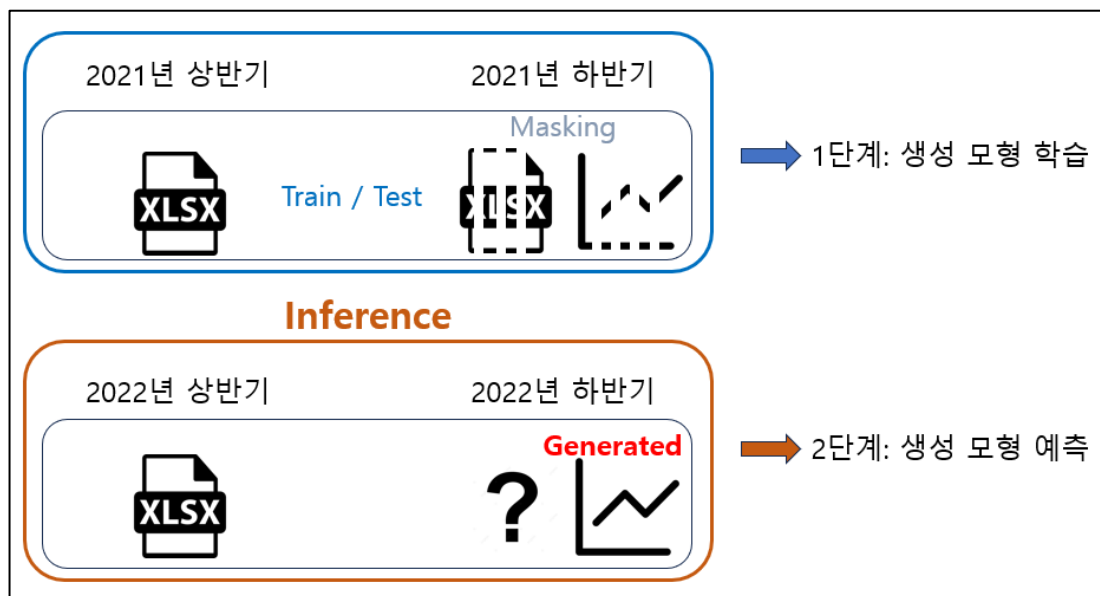 2021년 상반기
2021년 하반기
Masking
XLSX
Train / Test
XLSX
1단계: 생성 모형 학습
Inference
2022년 상반기
2022년 하반기
Generated
XLSX
?
2단계: 생성 모형 예측